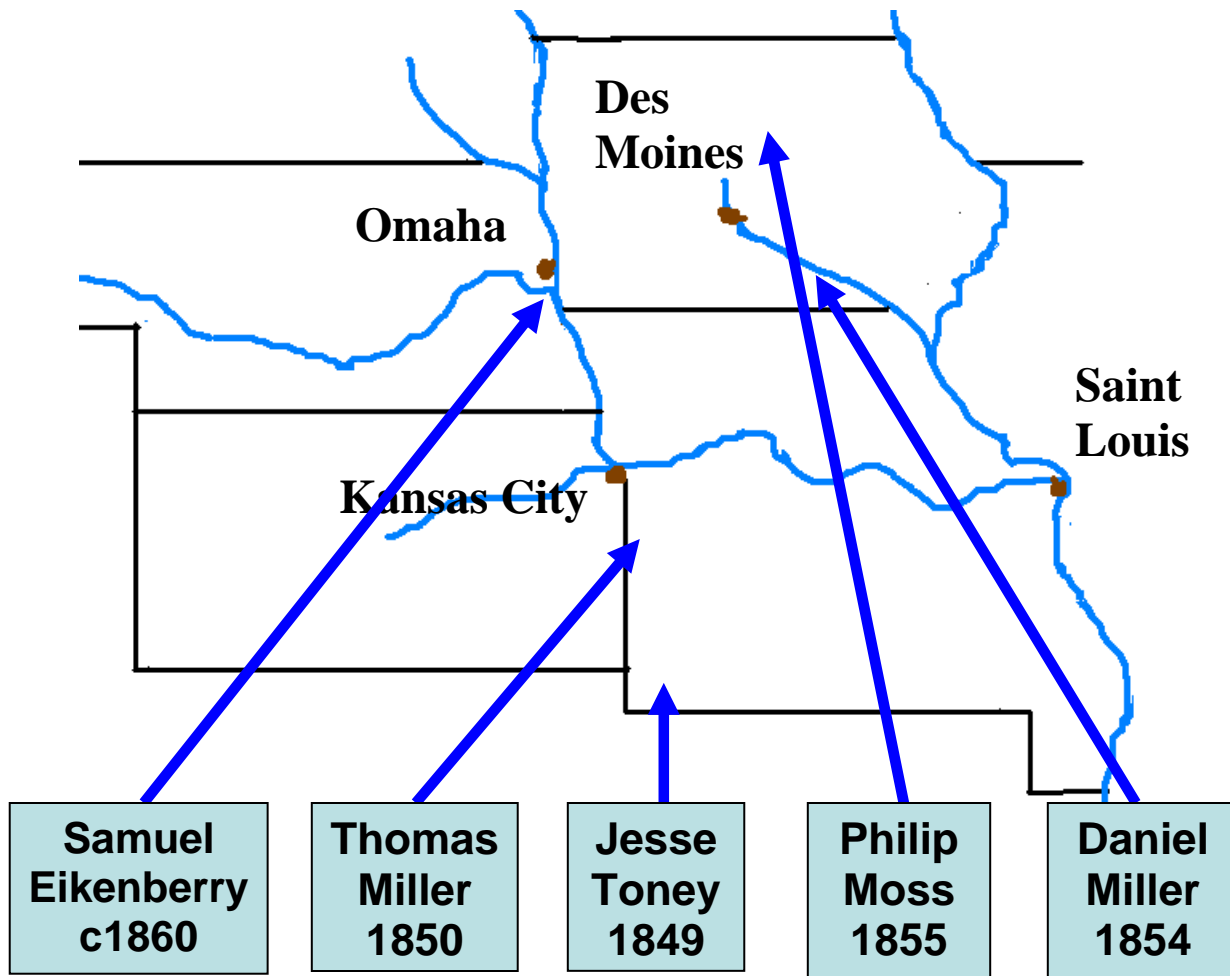 Des
Moines
Omaha
Saint
Louis
Kansas City
Samuel
Eikenberry
c1860
Thomas
Miller
1850
Jesse
Toney
1849
Philip
Moss
1855
Daniel
Miller
1854